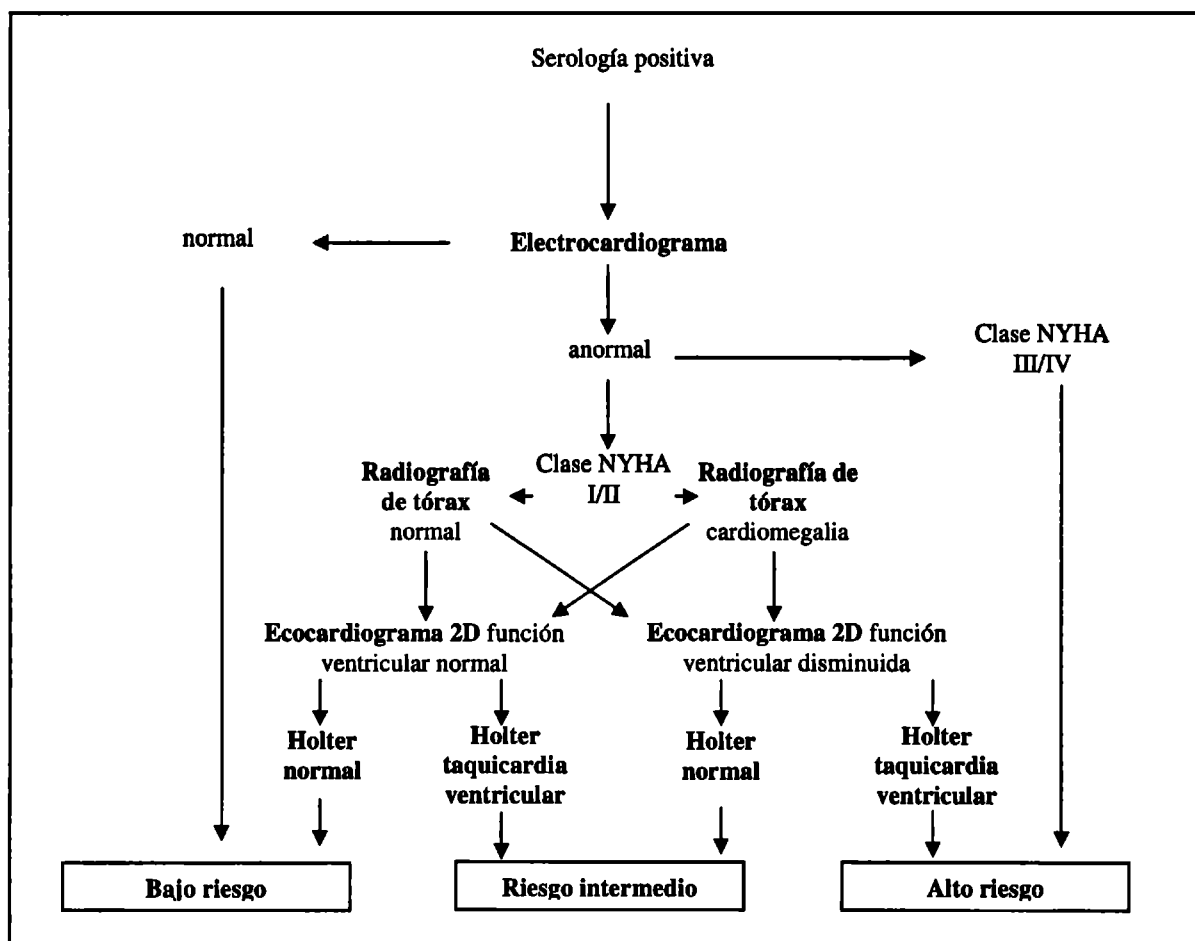 Serología positiva
normal
Electrocardiograma
anormal
Clase NYHA
III/IV
Clase NYHA
I/II
Radiografía
de tórax
normal
Radiografía de
tórax
cardiomegalia
Ecocardiograma 2D función
ventricular normal
Ecocardiograma 2D función
ventricular disminuida
Holter
normal
Holter
taquicardia
ventricular
Holter
normal
Holter
taquicardia
ventricular
Bajo riesgo
Riesgo intermedio
Alto riesgo